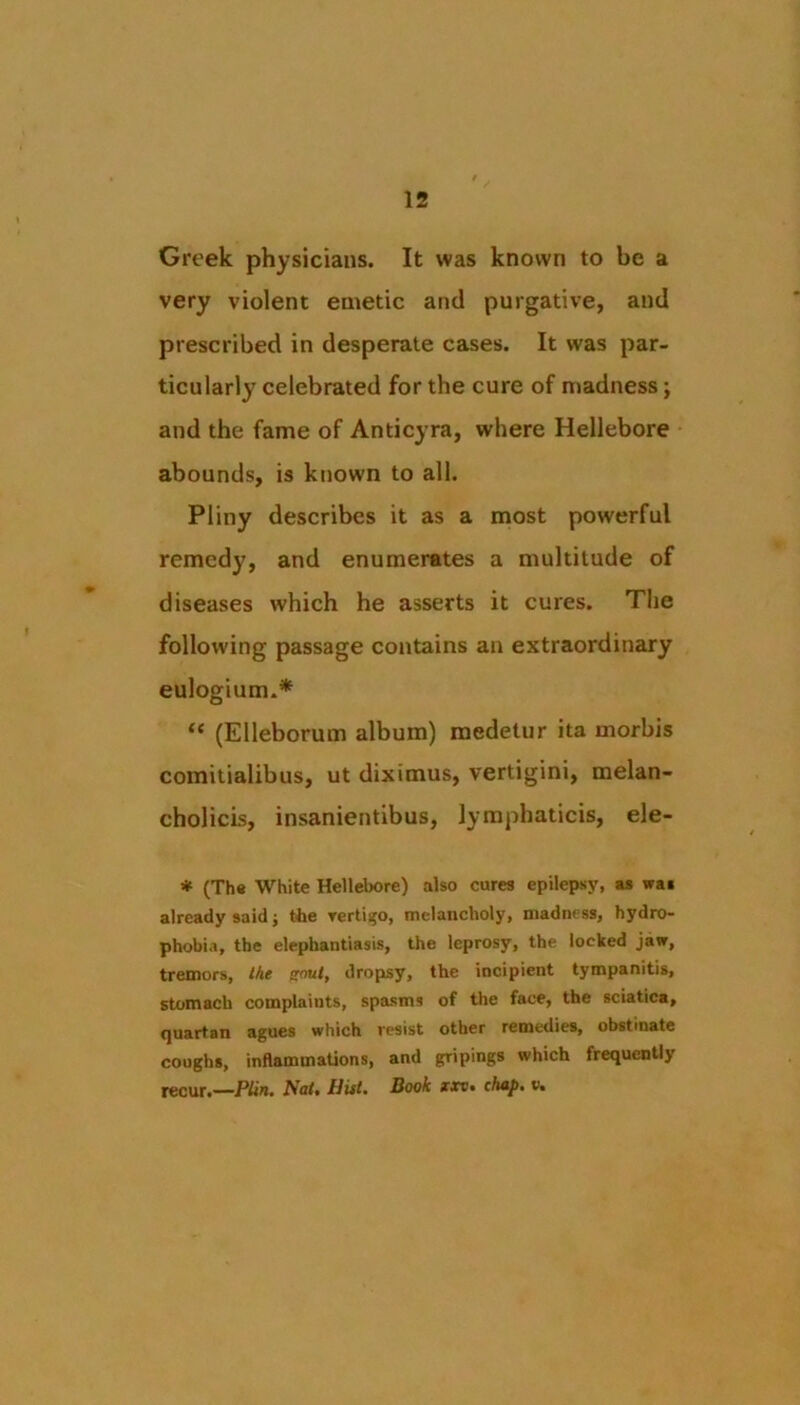 12
Greek physicians. It was known to be a
very violent emetic and purgative, and
prescribed in desperate cases. It was par-
ticularly celebrated for the cure of madness;
and the fame of Anticyra, where Hellebore
abounds, is known to all.
Pliny describes it as a most powerful
remedy, and enumerates a multitude of
diseases which he asserts it cures. The
following passage contains an extraordinary
eulogium.*
“ (Elleborum album) medetur ita morbis
comitialibus, ut diximus, vertigini, melan-
cholicis, insanientibus, lymphaticis, ele-
* (The White Hellebore) also cures epilepsy, as was
already said; the vertigo, melancholy, madness, hydro-
phobia, the elephantiasis, the leprosy, the locked jaw,
tremors, the gout, dropsy, the incipient tympanitis,
stomach complaints, spasms of the face, the sciatica,
quartan agues which resist other remedies, obstinate
coughs, inflammations, and gripings which frequently
recur.—Plin. Nat. Hist. Book xxv. chap. v.